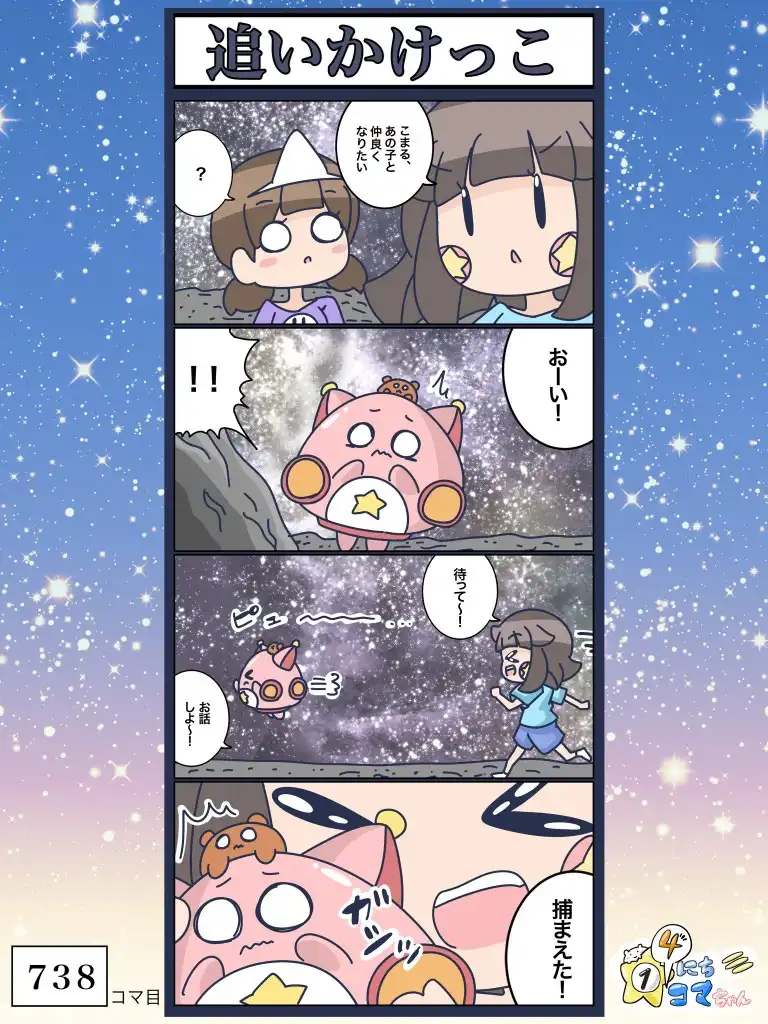 追いかけっこ
こまる、
あの子と
仲良く
なりたい
？
おーい！
！！
待って〜！
ピュ〜…
お話
しよ〜！
ガシッ
捕まえた！
738
コマ目
1
4
にち
コマちゃん